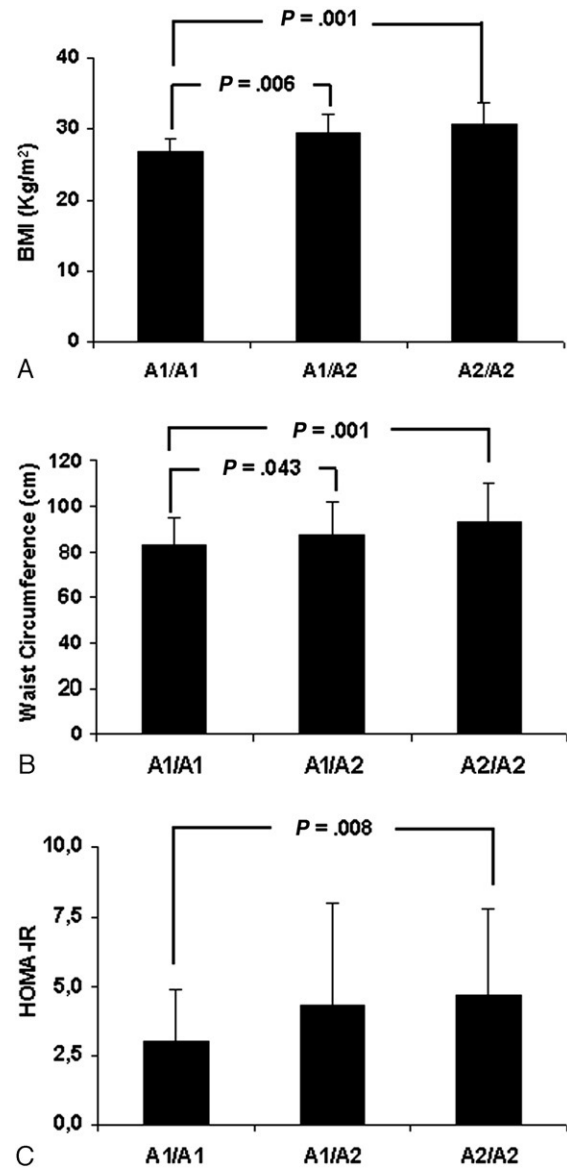 P = .001
40
P = .006
30
20
10
0
BMI (Kg/m²)
A1/A1 A1/A2 A2/A2
A
P = .001
120
P = .043
100
80
60
40
20
0
Waist Circumference (cm)
A1/A1 A1/A2 A2/A2
B
10,0
P = .008
7,5
5,0
2,5
0,0
HOMA-IR
A1/A1 A1/A2 A2/A2
C